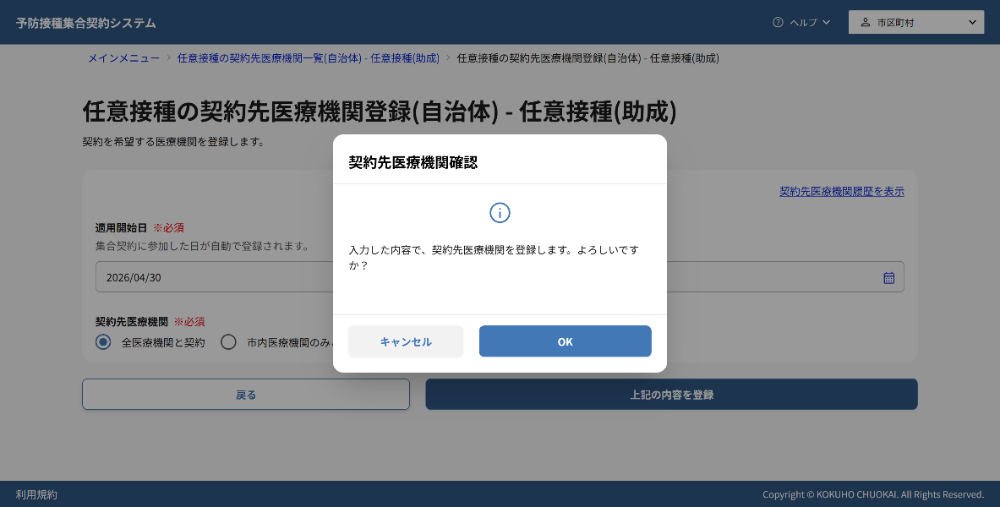 予防接種集合契約システム
ヘルプ
市区町村
メインメニュー > 任意接種の契約先医療機関一覧(自治体) - 任意接種(助成) > 任意接種の契約先医療機関登録(自治体) - 任意接種(助成)
任意接種の契約先医療機関登録(自治体) - 任意接種(助成)
契約を希望する医療機関を登録します。
契約先医療機関履歴を表示
適用開始日 ※必須
集合契約に参加した日が自動で登録されます。
2026/04/30
契約先医療機関 ※必須
全医療機関と契約
市内医療機関のみ
契約先医療機関確認
入力した内容で、契約先医療機関を登録します。よろしいです
か？
キャンセル
OK
戻る
上記の内容を登録
利用規約
Copyright © KOKUHO CHUOKAI. All Rights Reserved.